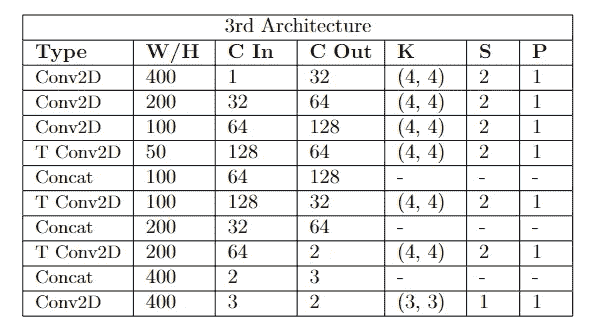 3rd Architecture
Type W/H C In C Out K S P
Conv2D 400 1 32 (4, 4) 2 1
Conv2D 200 32 64 (4, 4) 2 1
Conv2D 100 64 128 (4, 4) 2 1
T Conv2D 50 128 64 (4, 4) 2 1
Concat 100 64 128 - - -
T Conv2D 100 128 32 (4, 4) 2 1
Concat 200 32 64 - - -
T Conv2D 200 64 2 (4, 4) 2 1
Concat 400 2 3 - - -
Conv2D 400 3 2 (3, 3) 1 1